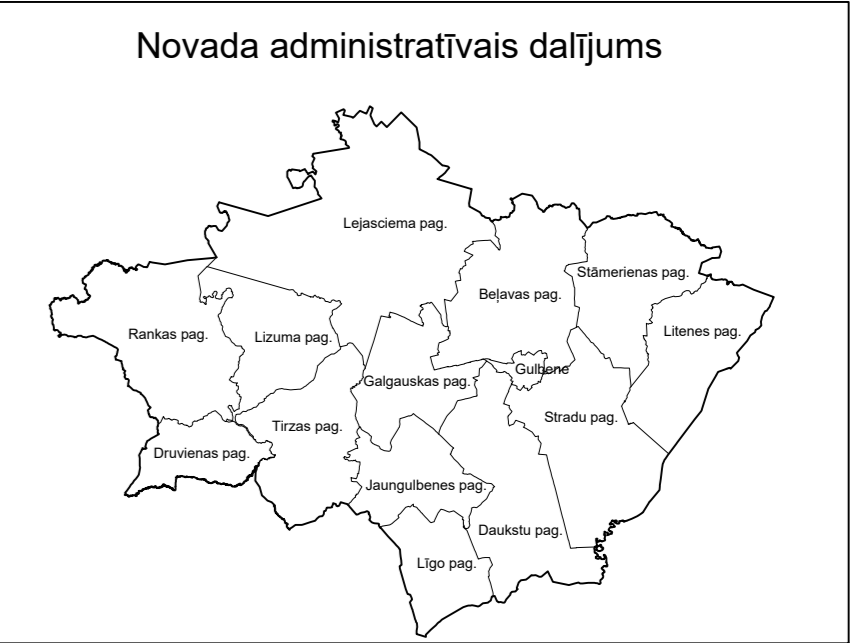 Novada administratīvais dalījums
Lejasciema pag.
Stāmerienas pag.
Beļavas pag.
Rankas pag.
Lizuma pag.
Litenes pag.
Gulbene
Galgauskas pag.
Stradu pag.
Tirzas pag.
Druvienas pag.
Jaungulbenes pag.
Daukstu pag.
Līgo pag.